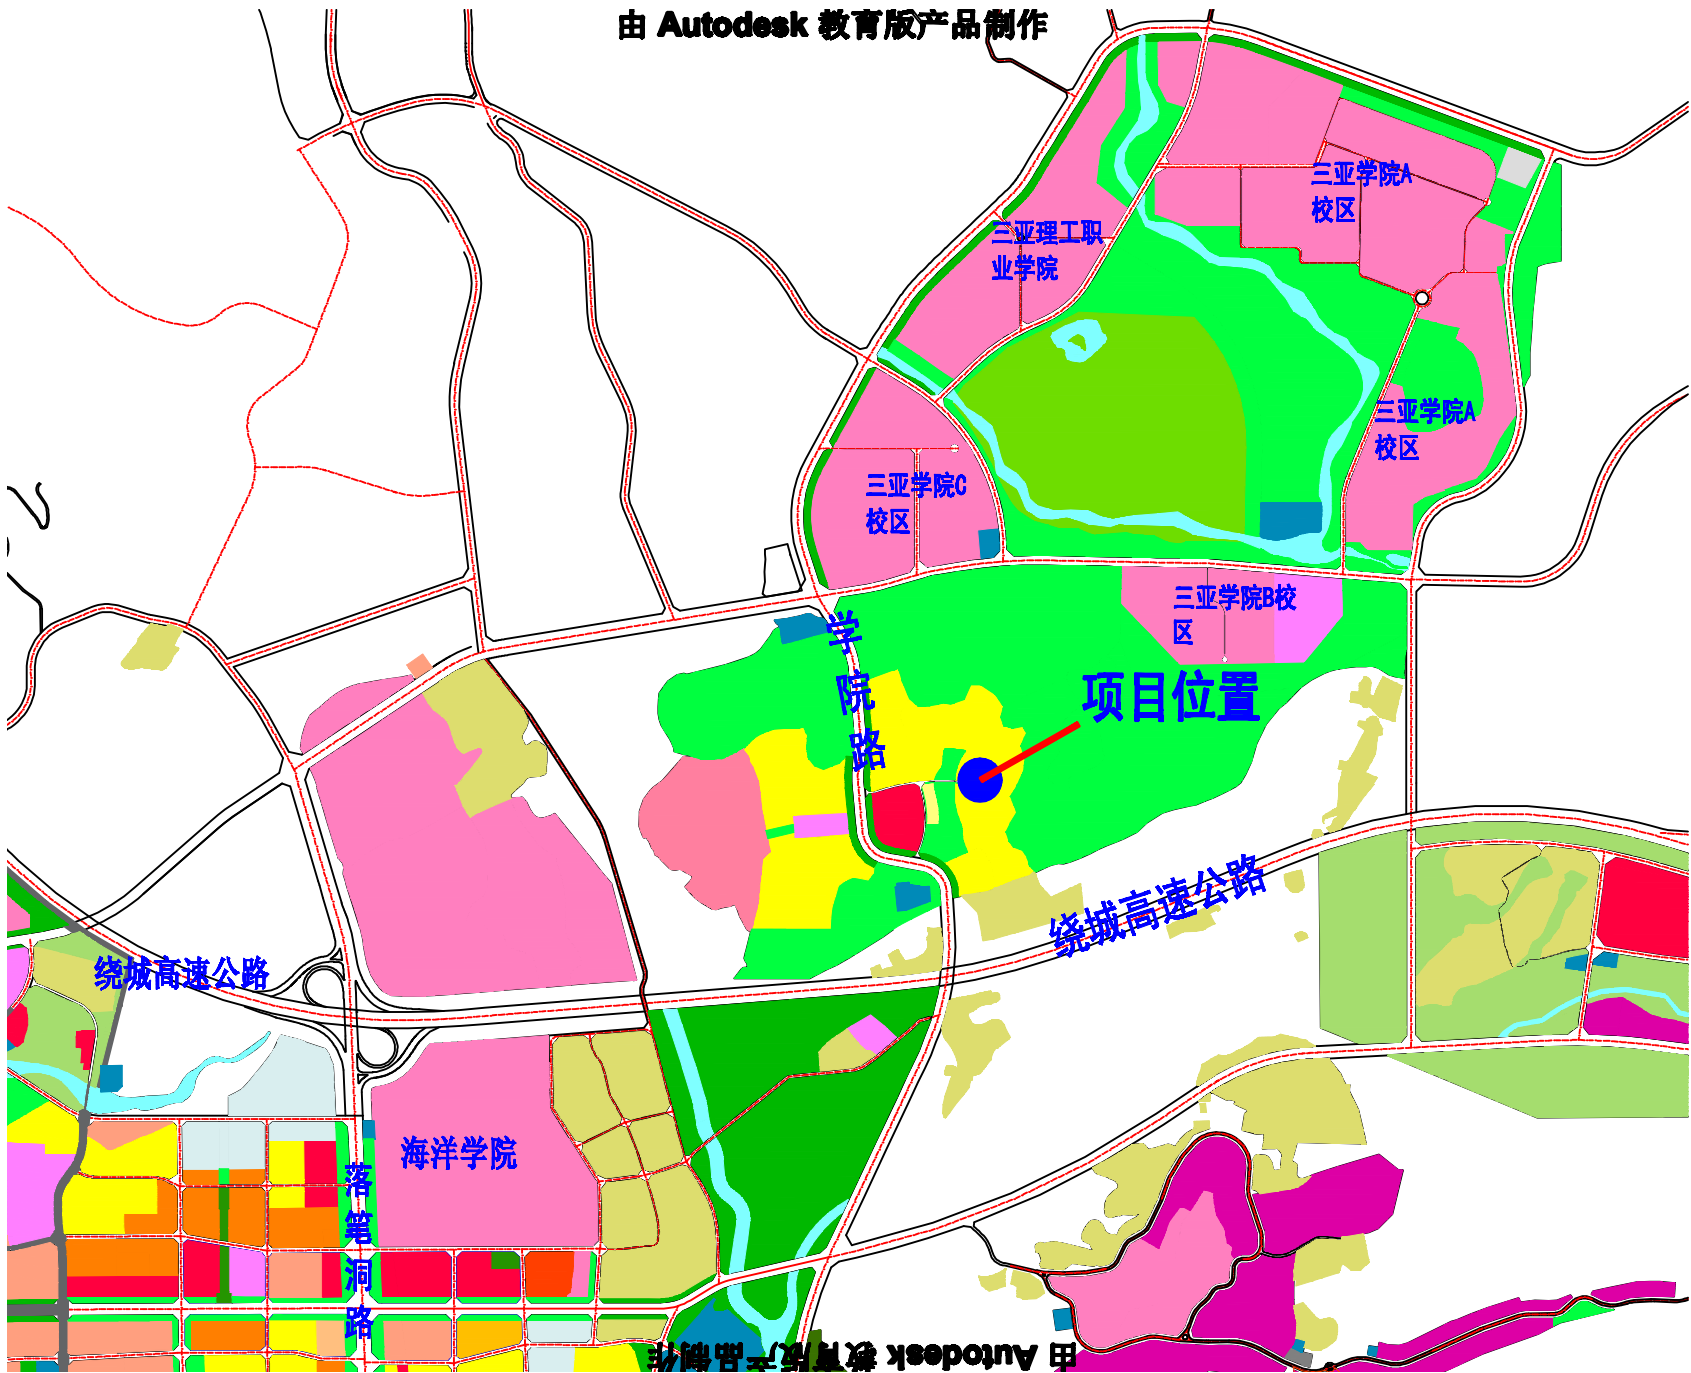 由 Autodesk 教育版产品制作
三亚学院A
校区
三亚理工职
业学院
三亚学院A
校区
三亚学院C
校区
三亚学院B校
区
学院路
项目位置
绕城高速公路
绕城高速公路
海洋学院
落笔洞路
由 Autodesk 教育版产品制作